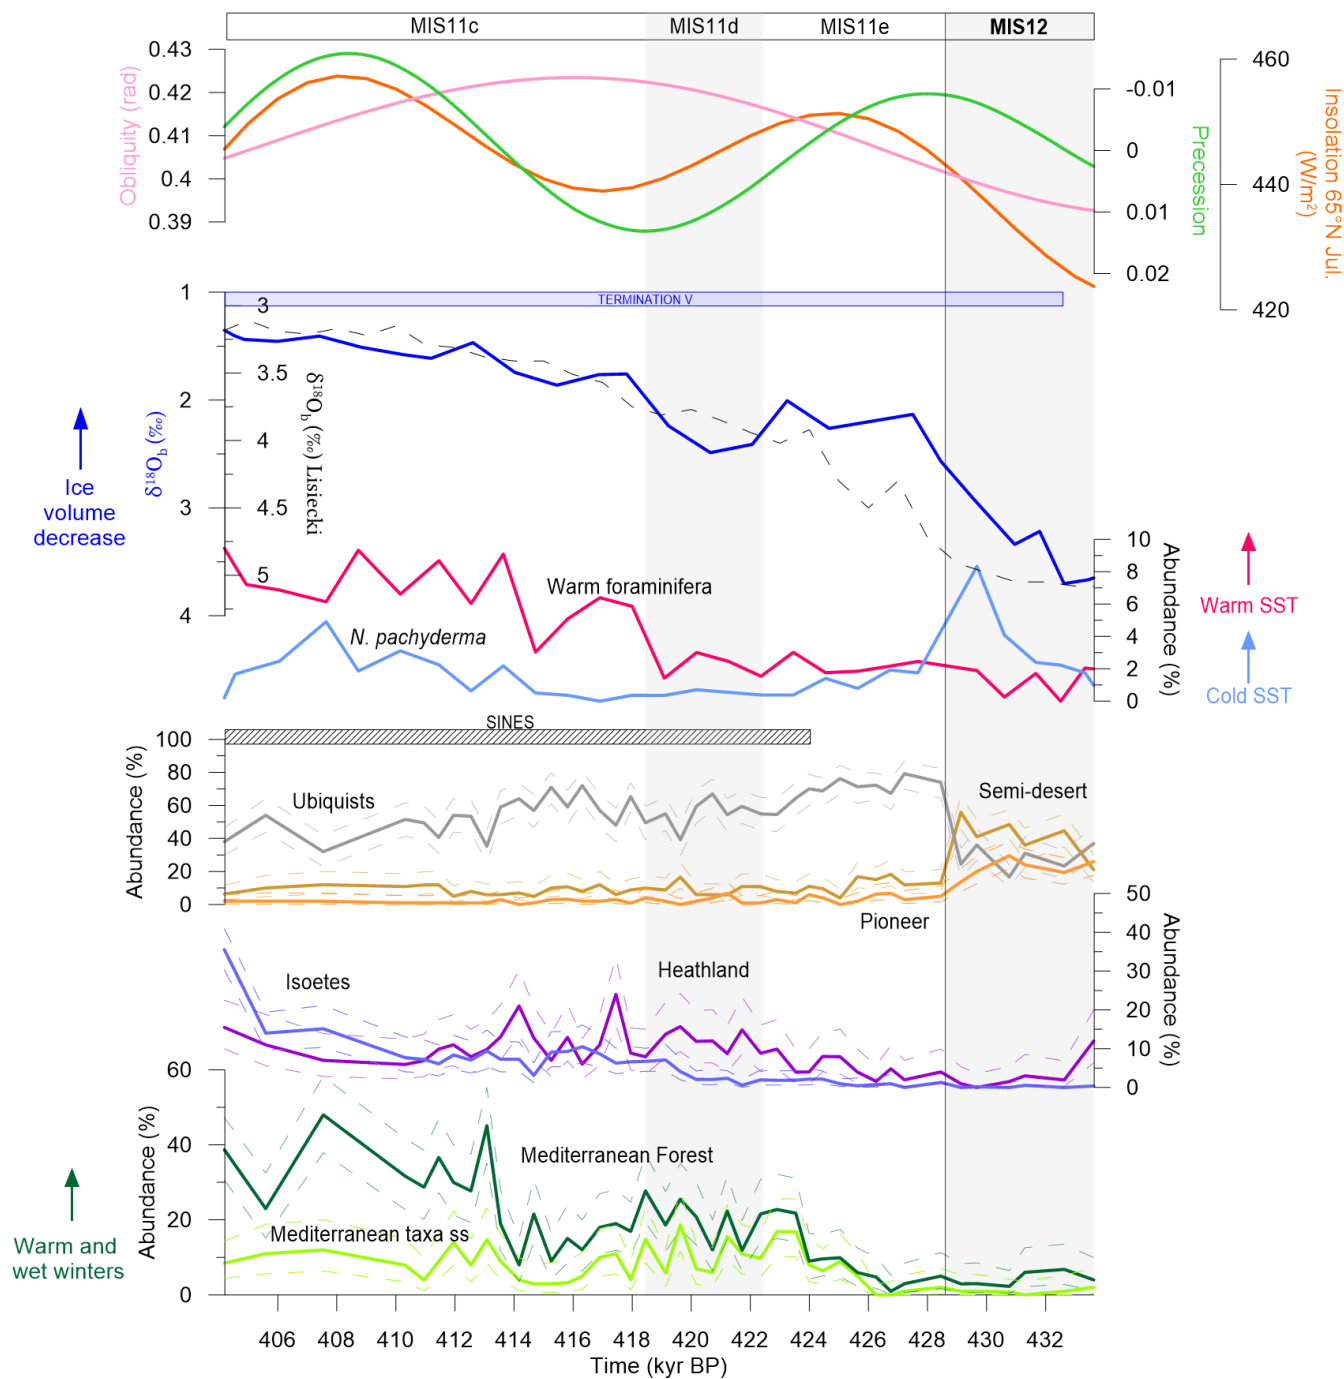 MIS11c MIS11d MIS11e MIS12
0.43
0.42
0.41
0.4
0.39
Obliquity (rad)
-0.01
0
0.01
0.02
Precession
460
440
420
Insolation 65°N Jul.
(W/m²)
TERMINATION V
1
2
3
4
δ¹⁸Ob (‰)
3
3.5
4
4.5
5
δ¹⁸Ob (‰) Lisiecki
Ice
volume
decrease
Warm foraminifera
N. pachyderma
10
8
6
4
2
0
Abundance (%)
Warm SST
Cold SST
SINES
100
80
60
40
20
0
Abundance (%)
Ubiquists
Semi-desert
Pioneer
50
40
30
20
10
0
Abundance (%)
Isoetes
Heathland
60
40
20
0
Abundance (%)
Mediterranean Forest
Mediterranean taxa ss
Warm and
wet winters
406 408 410 412 414 416 418 420 422 424 426 428 430 432
Time (kyr BP)